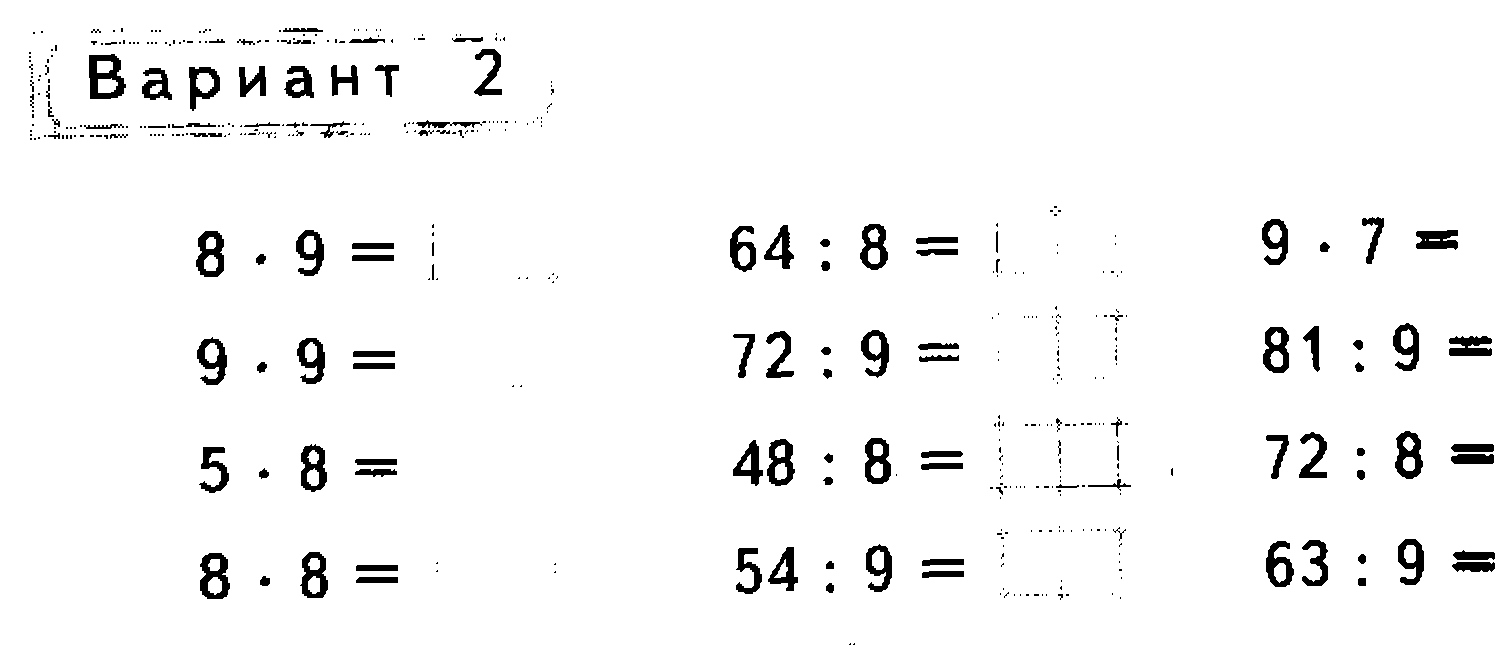 Вариант 2
8 · 9 = 64 : 8 = 9 · 7 =
9 · 9 = 72 : 9 = 81 : 9 =
5 · 8 = 48 : 8 = 72 : 8 =
8 · 8 = 54 : 9 = 63 : 9 =